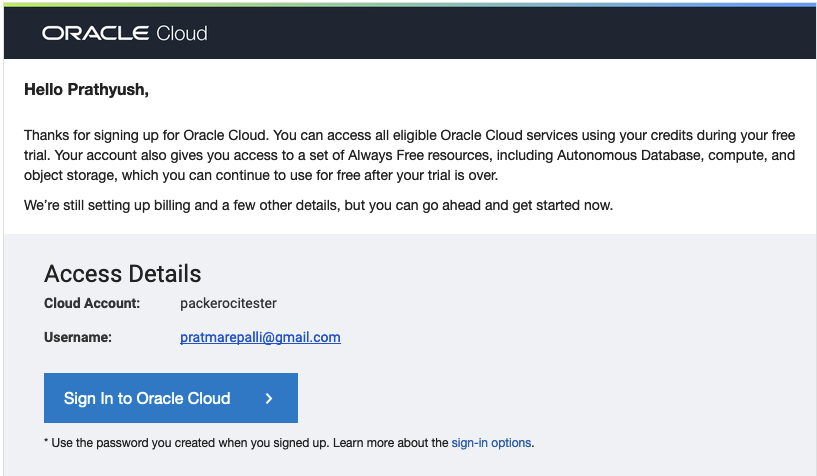 ORACLE Cloud
Hello Prathyush,
Thanks for signing up for Oracle Cloud. You can access all eligible Oracle Cloud services using your credits during your free
trial. Your account also gives you access to a set of Always Free resources, including Autonomous Database, compute, and
object storage, which you can continue to use for free after your trial is over.
We're still setting up billing and a few other details, but you can go ahead and get started now.
Access Details
Cloud Account: packerocitester
Username: pratmarepalli@gmail.com
Sign In to Oracle Cloud >
* Use the password you created when you signed up. Learn more about the sign-in options.